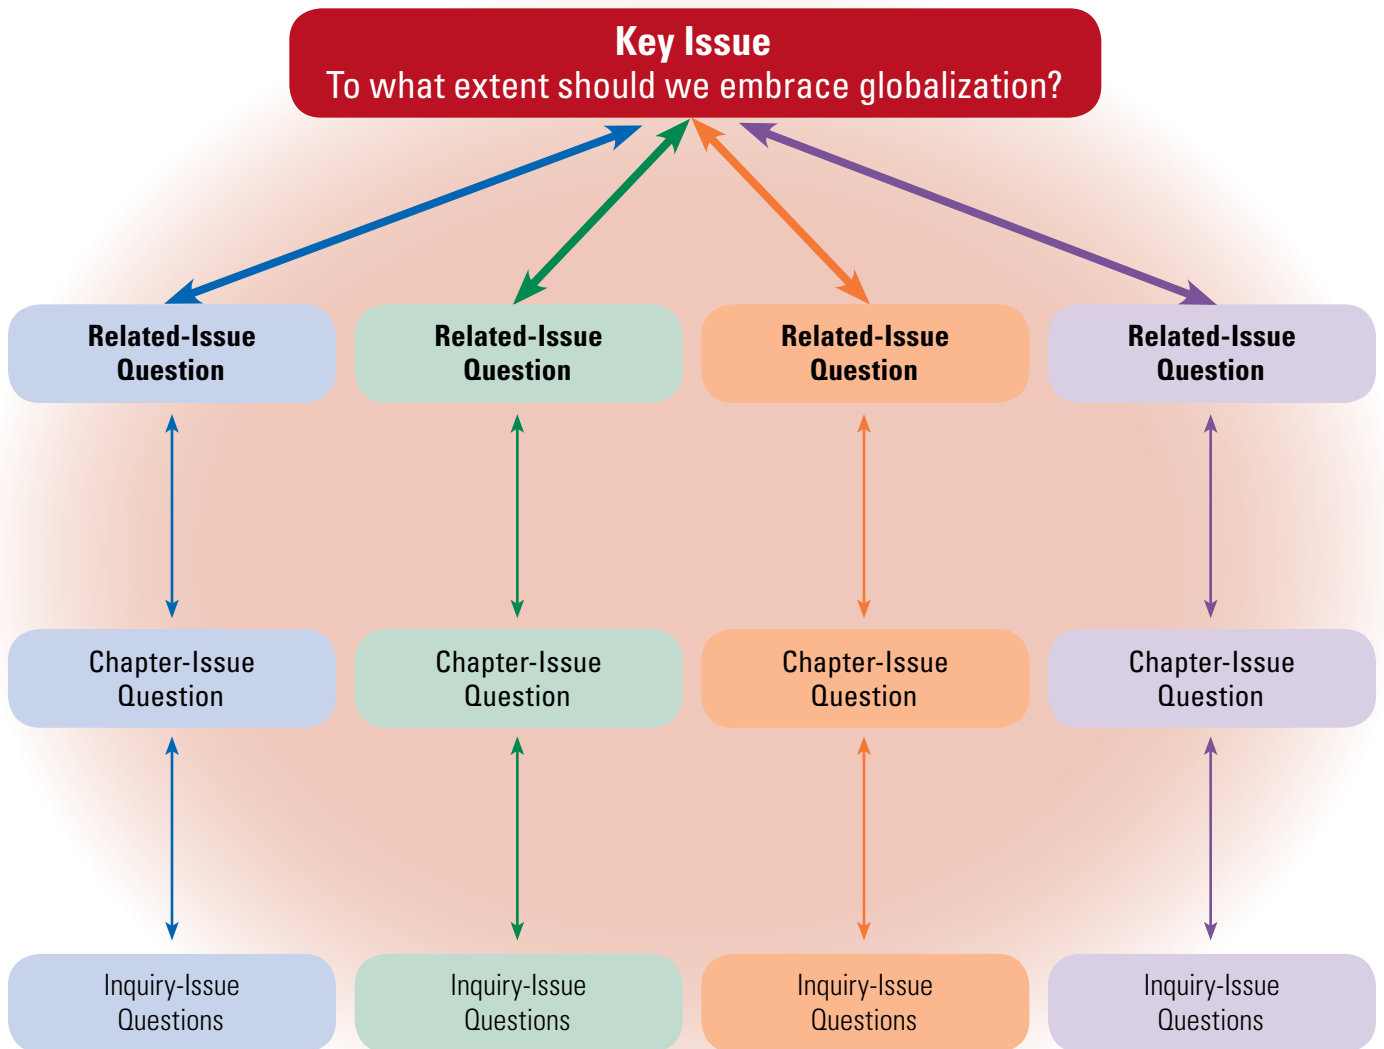 Key Issue
To what extent should we embrace globalization?
Related-Issue
Question
Related-Issue
Question
Related-Issue
Question
Related-Issue
Question
Chapter-Issue
Question
Chapter-Issue
Question
Chapter-Issue
Question
Chapter-Issue
Question
Inquiry-Issue
Questions
Inquiry-Issue
Questions
Inquiry-Issue
Questions
Inquiry-Issue
Questions